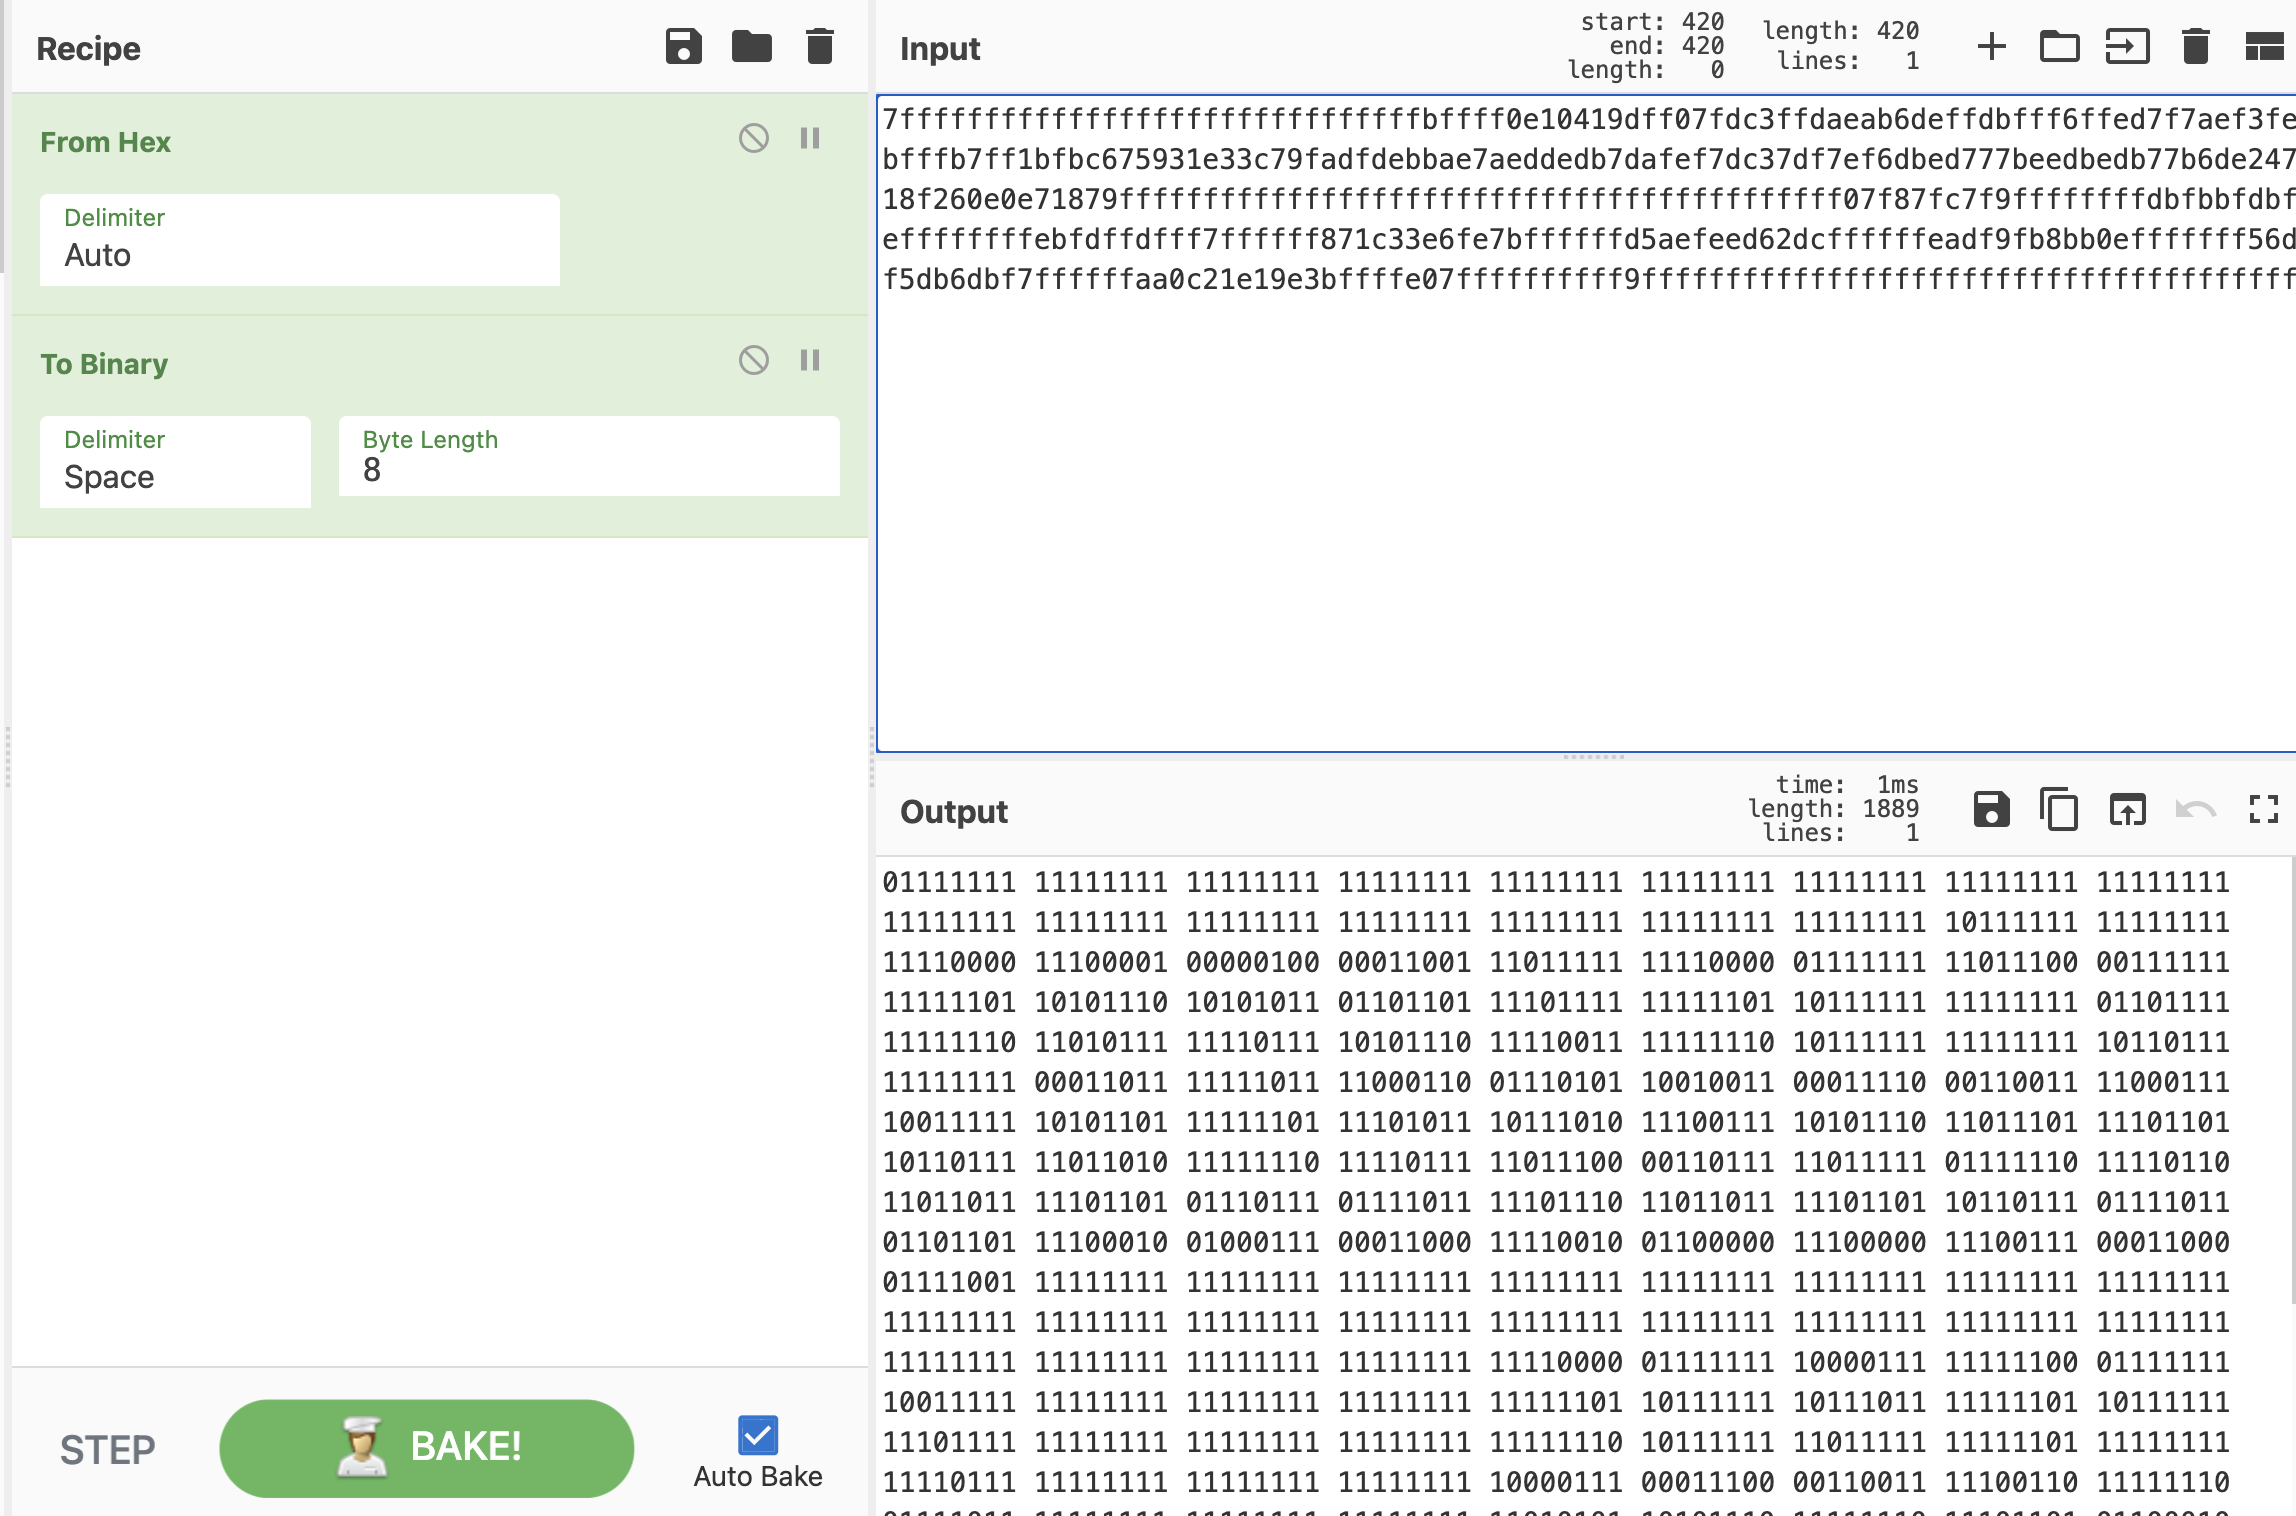 Recipe
From Hex
Delimiter
Auto
To Binary
Delimiter
Space
Byte Length
8
STEP
BAKE!
Auto Bake
Input
start: 420
end: 420
length: 0
length: 420
lines: 1
7fffffffffffffffffffffffffffffffbffff0e10419dff07fdc3ffdaeab6deffdbfff6ffed7f7aef3fe
bfffb7ff1bfbc675931e33c79fadfdebbae7aeddedb7dafef7dc37df7ef6dbed777beedbedb77b6de247
18f260e0e71879fffffffffffffffffffffffffffffffffffffffffff07f87fc7f9ffffffffdbfbbfdbf
efffffffebfdffdfff7ffffff871c33e6fe7bffffffd5aefeed62dcffffffeadf9fb8bb0efffffff56d
f5db6dbf7ffffffaa0c21e19e3bffffe07ffffffffff9fffffffffffffffffffffffffffffffffffffff
Output
time: 1ms
length: 1889
lines: 1
01111111 11111111 11111111 11111111 11111111 11111111 11111111 11111111 11111111
11111111 11111111 11111111 11111111 11111111 11111111 11111111 10111111 11111111
11110000 11100001 00000100 00011001 11011111 11110000 01111111 11011100 00111111
11111101 10101110 10101011 01101101 11101111 11111101 10111111 11111111 01101111
11111110 11010111 11110111 10101110 11110011 11111110 10111111 11111111 10110111
11111111 00011011 11111011 11000110 01110101 10010011 00011110 00110011 11000111
10011111 10101101 11111101 11101011 10111010 11100111 10101110 11011101 11101101
10110111 11011010 11111110 11110111 11011100 00110111 11011111 01111110 11110110
11011011 11101101 01110111 01111011 11101110 11011011 11101101 10110111 01111011
01101101 11100010 01000111 00011000 11110010 01100000 11100000 11100111 00011000
01111001 11111111 11111111 11111111 11111111 11111111 11111111 11111111 11111111
11111111 11111111 11111111 11111111 11111111 11111111 11111111 11111111 11111111
11111111 11111111 11111111 11111111 11110000 01111111 10000111 11111100 01111111
10011111 11111111 11111111 11111111 11111101 10111111 10111011 11111101 10111111
11101111 11111111 11111111 11111111 11111110 10111111 11011111 11111101 11111111
11110111 11111111 11111111 11111111 10000111 00011100 00110011 11100110 11111110